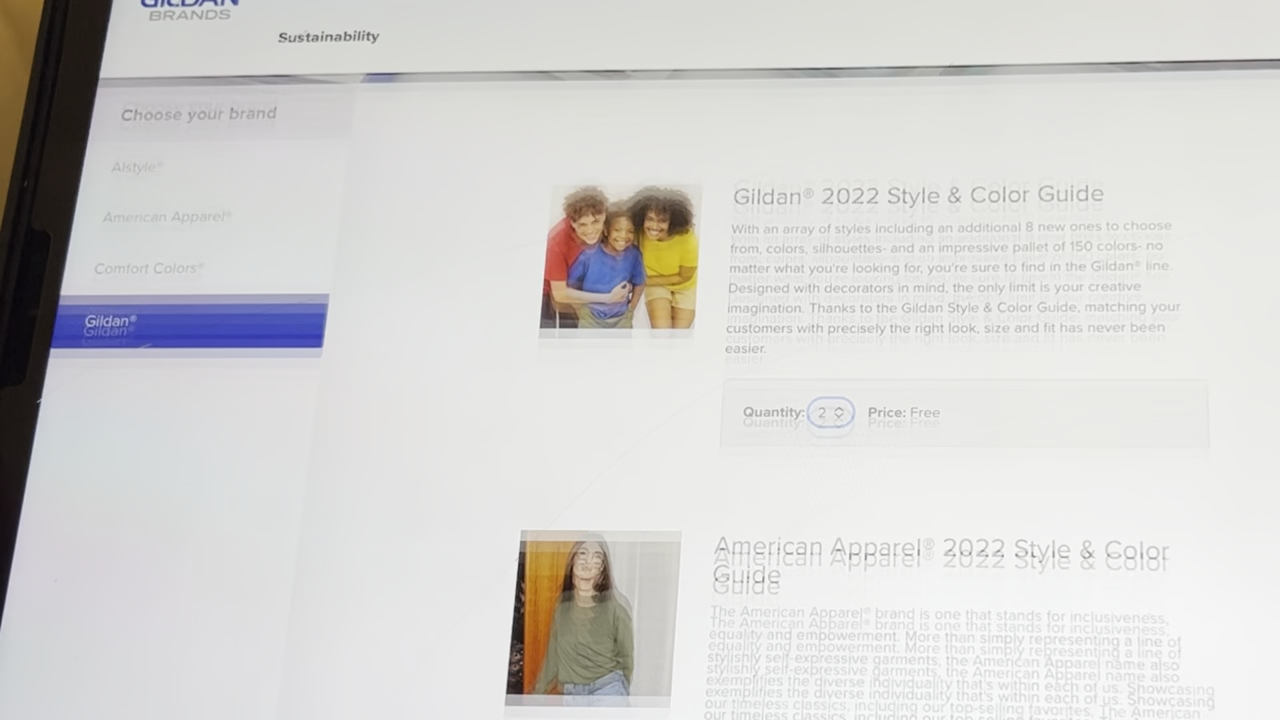 GILDAN
BRANDS
Sustainability
Choose your brand
Alstyle®
American Apparel®
Comfort Colors®
Gildan®
Gildan® 2022 Style & Color Guide
With an array of styles including an additional 8 new ones to choose
from, colors, silhouettes- and an impressive pallet of 150 colors- no
matter what you're looking for, you're sure to find in the Gildan® line.
Designed with decorators in mind, the only limit is your creative
imagination. Thanks to the Gildan Style & Color Guide, matching your
customers with precisely the right look, size and fit has never been
easier.
Quantity: 2 Price: Free
American Apparel® 2022 Style & Color
Guide
The American Apparel® brand is one that stands for inclusiveness,
equality and empowerment. More than simply representing a line of
stylishly self-expressive garments, the American Apparel name also
exemplifies the diverse individuality that's within each of us. Showcasing
our timeless classics, including our top-selling favorites, The American